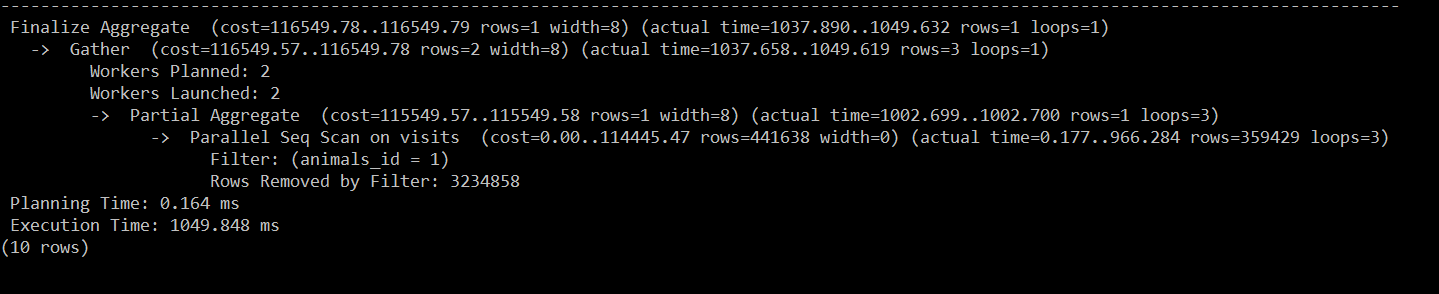 Finalize Aggregate  (cost=116549.78..116549.79 rows=1 width=8) (actual time=1037.890..1049.632 rows=1 loops=1)
  ->  Gather  (cost=116549.57..116549.78 rows=2 width=8) (actual time=1037.658..1049.619 rows=3 loops=1)
        Workers Planned: 2
        Workers Launched: 2
        ->  Partial Aggregate  (cost=115549.57..115549.58 rows=1 width=8) (actual time=1002.699..1002.700 rows=1 loops=3)
              ->  Parallel Seq Scan on visits  (cost=0.00..114445.47 rows=441638 width=0) (actual time=0.177..966.284 rows=359429 loops=3)
                    Filter: (animals_id = 1)
                    Rows Removed by Filter: 3234858
Planning Time: 0.164 ms
Execution Time: 1049.848 ms
(10 rows)